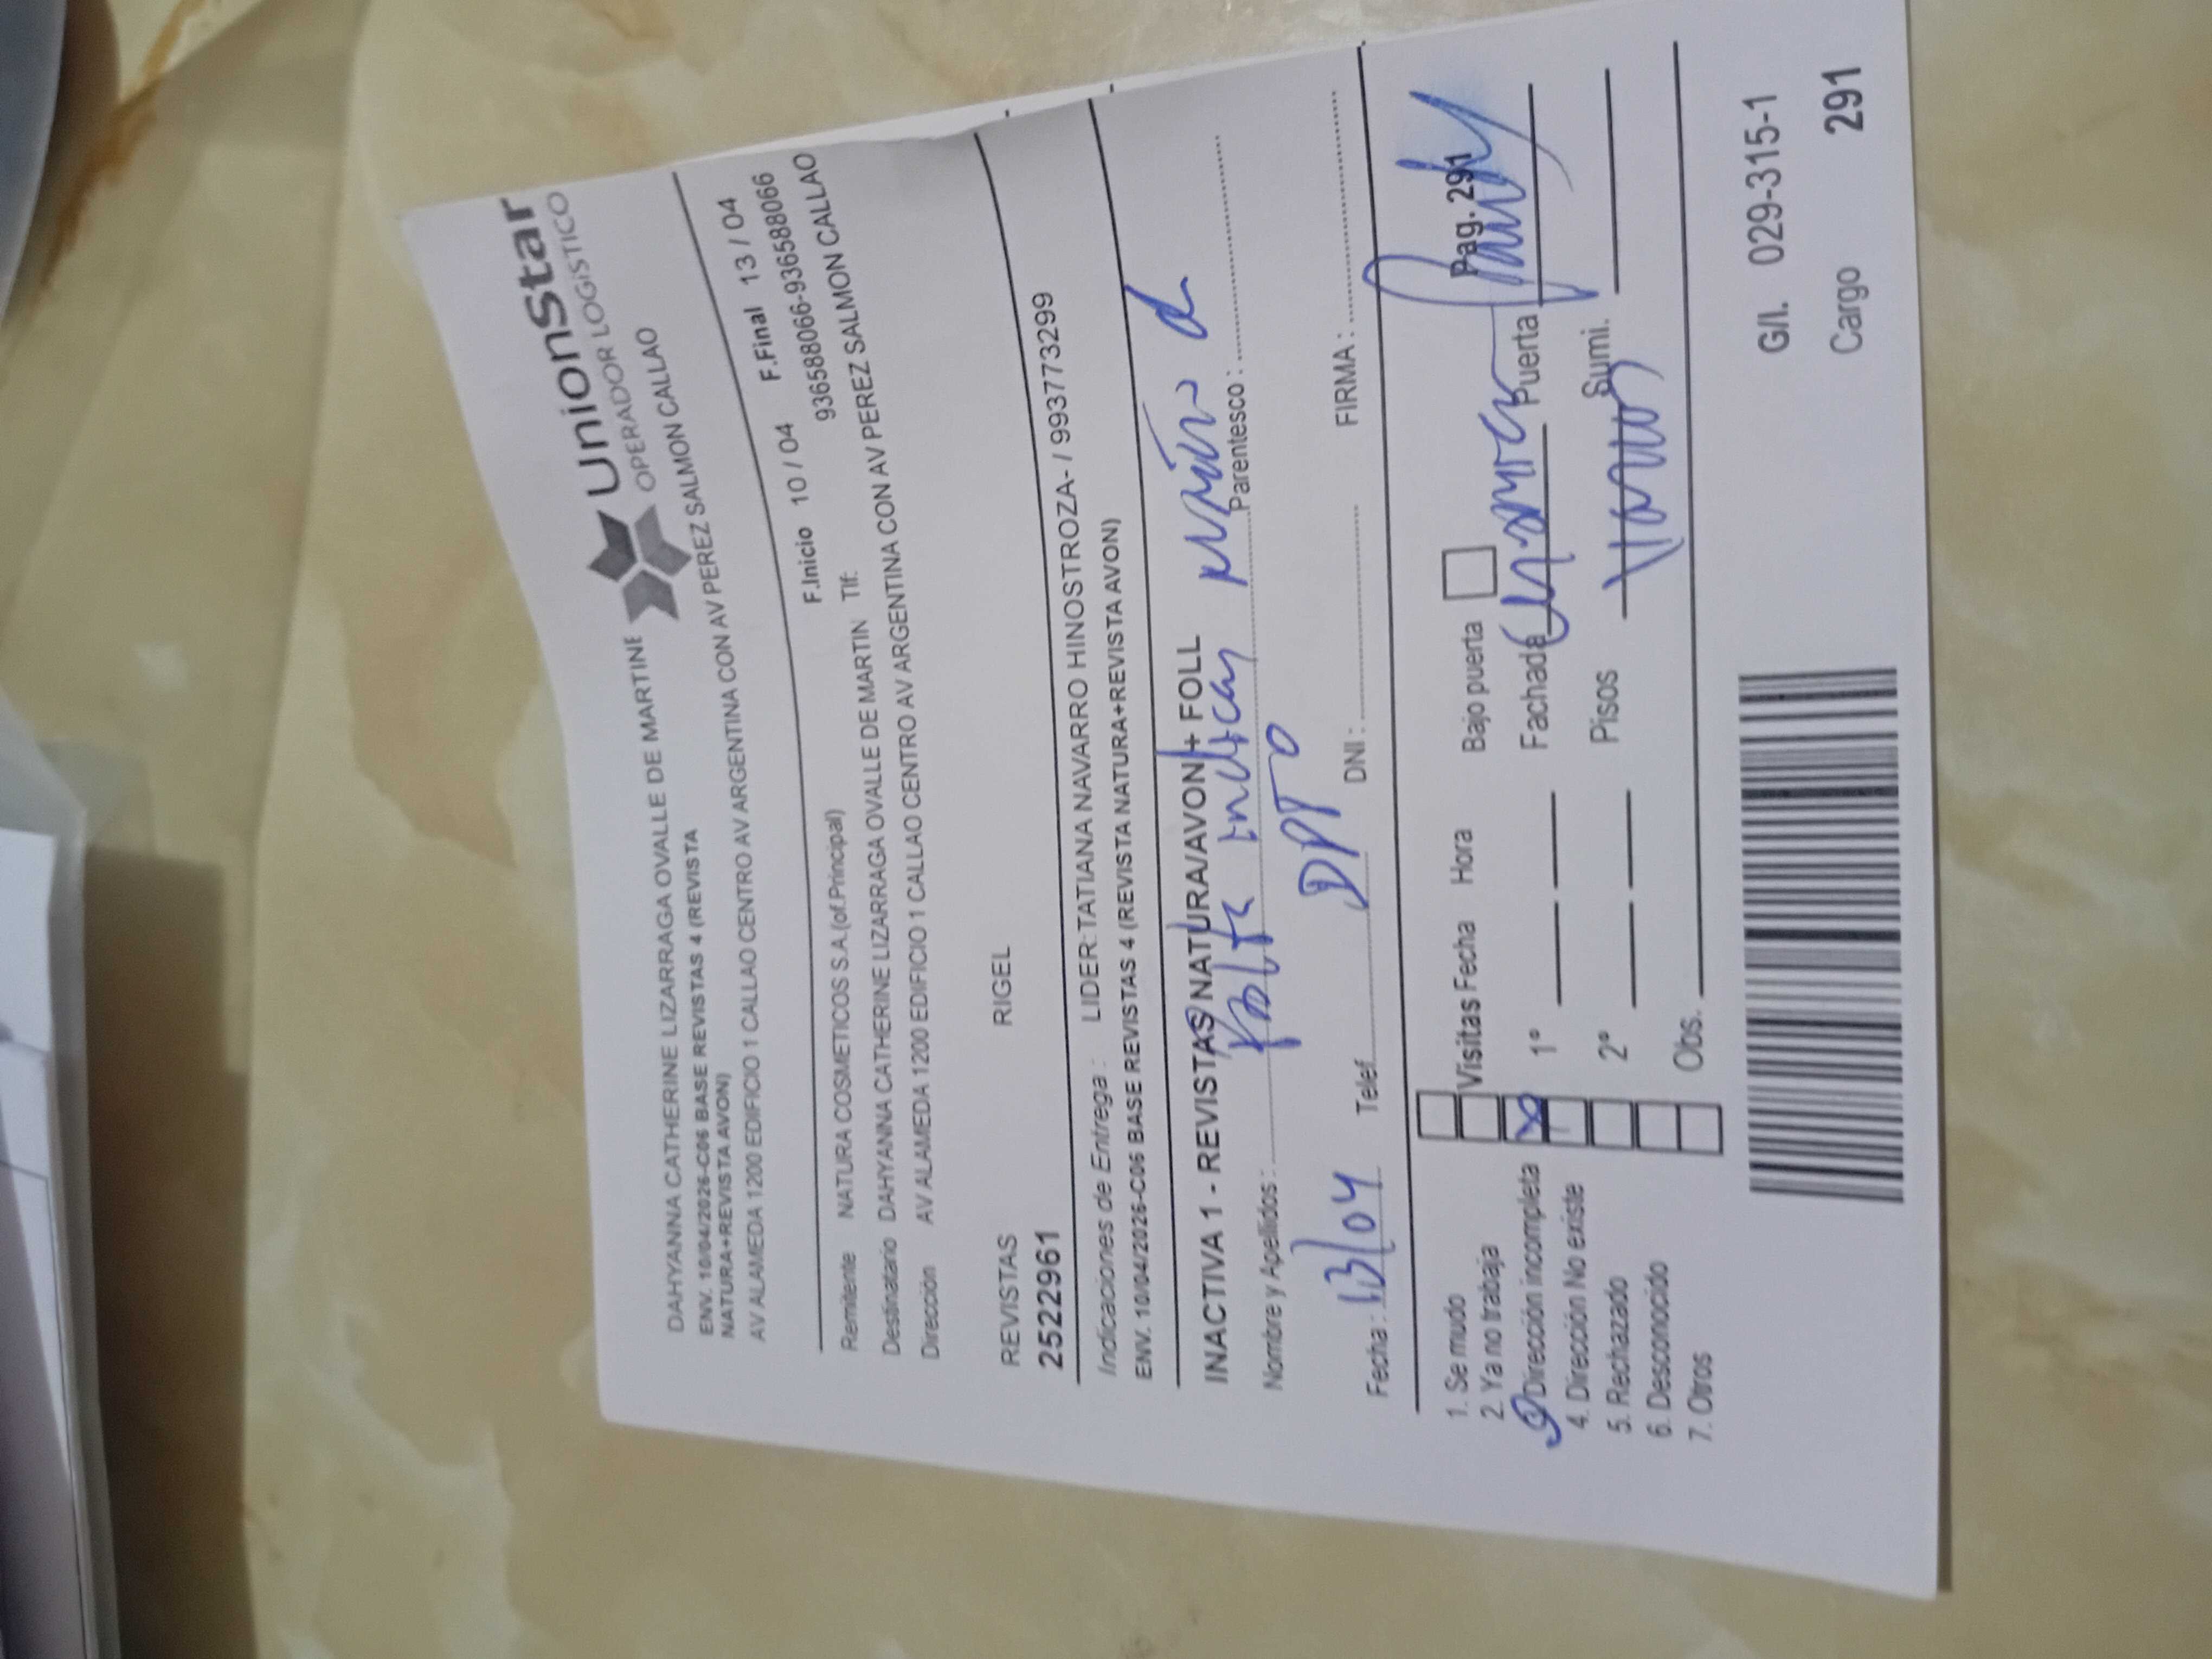 UnionStar
OPERADOR LOGISTICO
DAHYANNA CATHERINE LIZARRAGA OVALLE DE MARTINE
ENV. 10/04/2026-C06 BASE REVISTAS 4 (REVISTA
NATURA+REVISTA AVON)
AV ALAMEDA 1200 EDIFICIO 1 CALLAO CENTRO AV ARGENTINA CON AV PEREZ SALMON CALLAO
F.Inicio 10 / 04 F.Final 13 / 04
Remitente NATURA COSMETICOS S.A.(of.Principal) 936588066-936588066
Destinatario DAHYANNA CATHERINE LIZARRAGA OVALLE DE MARTIN Tlf: 936588066-936588066
Dirección AV ALAMEDA 1200 EDIFICIO 1 CALLAO CENTRO AV ARGENTINA CON AV PEREZ SALMON CALLAO
REVISTAS RIGEL
25222961
Indicaciones de Entrega : LIDER:TATIANA NAVARRO HINOSTROZA- / 993773299
ENV. 10/04/2026-C06 BASE REVISTAS 4 (REVISTA NATURA+REVISTA AVON)
INACTIVA 1 - REVISTAS NATURA/AVON + FOLL
Falta indicar número d
Nombre y Apellidos : Parentesco :
DPTO
Fecha : 13/04 Telef DNI : FIRMA :
1. Se mudo Visitas Fecha Hora Bajo puerta Pag. 291
2. Ya no trabaja
3. Dirección incompleta 1° Fachada Puerta
4. Dirección No existe
5. Rechazado 2° Pisos Sumi.
6. Desconocido
7. Otros Obs.
G/I. 029-315-1
Cargo 291